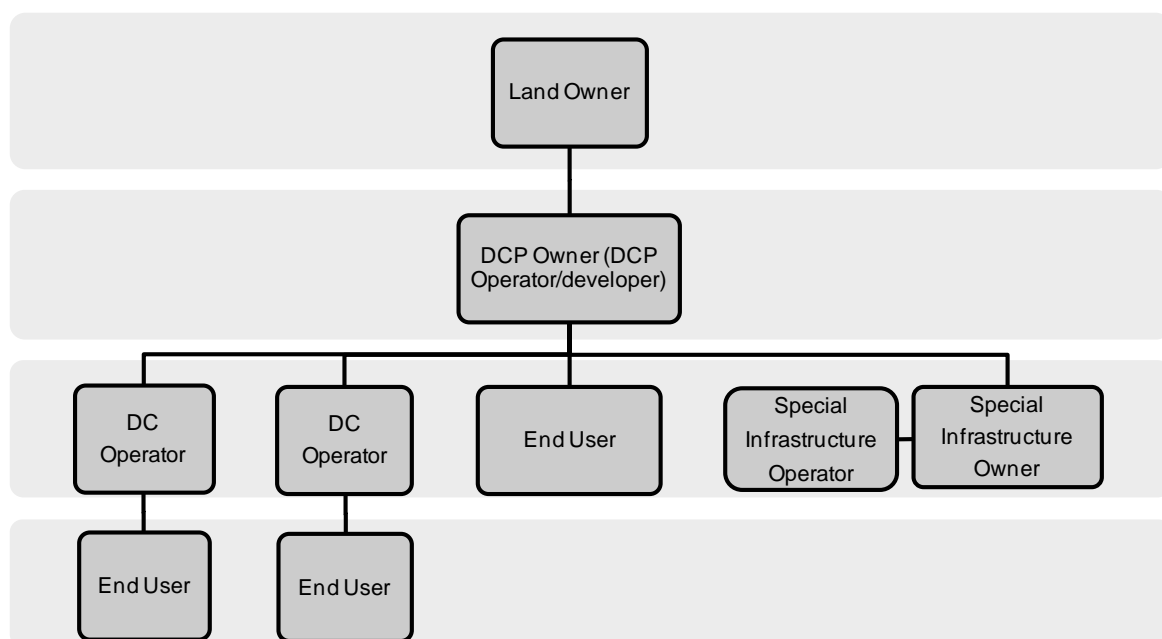 Land Owner
DCP Owner (DCP
Operator/developer)
DC
Operator
DC
Operator
End User
Special
Infrastructure
Operator
Special
Infrastructure
Owner
End User
End User